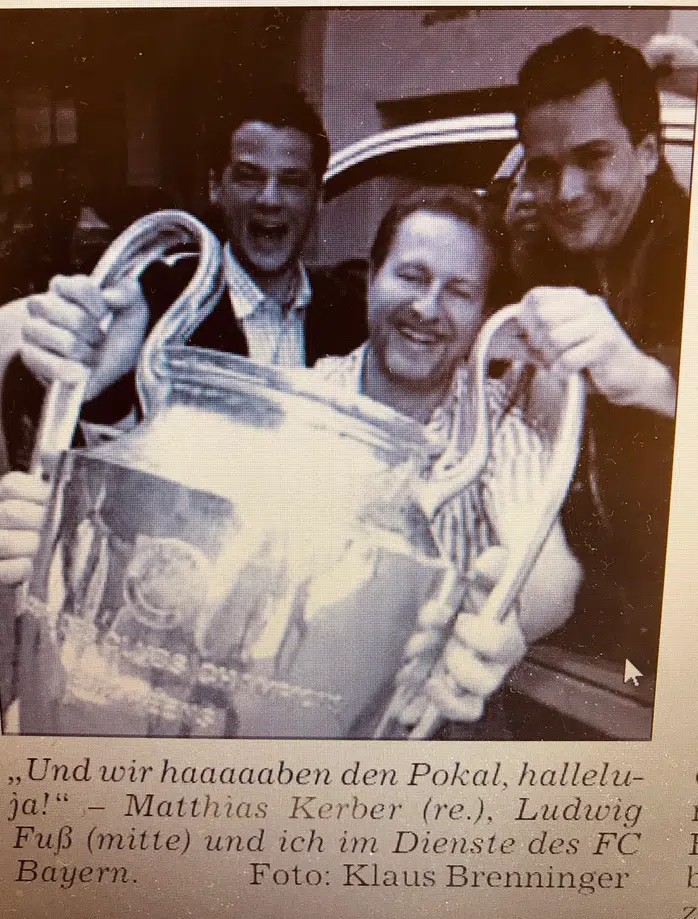 „Und wir haaaaaben den Pokal, hallelu-
ja!“ – Matthias Kerber (re.), Ludwig
Fuß (mitte) und ich im Dienste des FC
Bayern. Foto: Klaus Brenninger